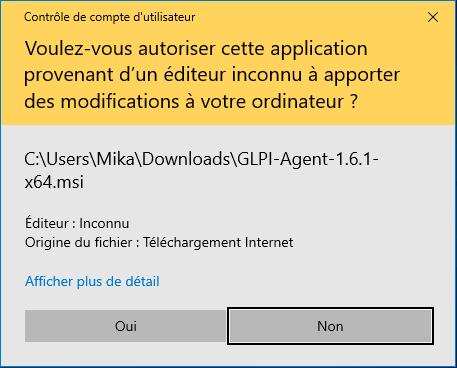 Contrôle de compte d'utilisateur
Voulez-vous autoriser cette application
provenant d’un éditeur inconnu à apporter
des modifications à votre ordinateur ?
C:\Users\Mika\Downloads\GLPI-Agent-1.6.1-
x64.msi
Éditeur : Inconnu
Origine du fichier : Téléchargement Internet
Afficher plus de détail
Oui
Non